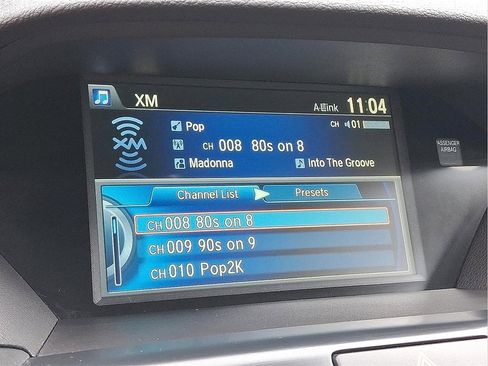 XM
AcuraLink 11:04
Pop CH 01
CH 008 80s on 8
XM
Madonna Into The Groove
PASSENGER
AIRBAG
Channel List Presets
CH 008 80s on 8
CH 009 90s on 9
CH 010 Pop2K